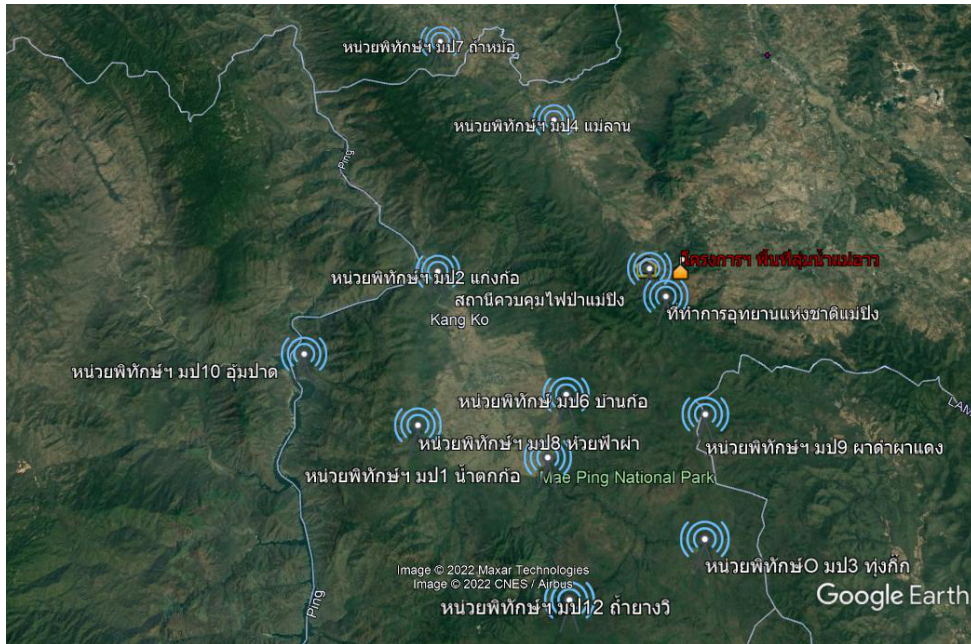 หน่วยพิทักษ์ฯ มป7 ถ้ำหม้อ
หน่วยพิทักษ์ฯ มป4 แม่ลาน
Ping
โครงการฯ พื้นที่ลุ่มน้ำแม่อาว
หน่วยพิทักษ์ฯ มป2 แก่งก้อ
สถานีควบคุมไฟป่าแม่ปิง
ที่ทำการอุทยานแห่งชาติแม่ปิง
Kang Ko
หน่วยพิทักษ์ฯ มป10 อุ้มปาด
หน่วยพิทักษ์ มป6 บ้านก้อ
LAM
หน่วยพิทักษ์ฯ มป8 ห้วยฟ้าผ่า
หน่วยพิทักษ์ฯ มป9 ผาดำผาแดง
หน่วยพิทักษ์ฯ มป1 น้ำตกก้อ
Mae Ping National Park
หน่วยพิทักษ์O มป3 ทุ่งกิ๊ก
Image © 2022 Maxar Technologies
Image © 2022 CNES / Airbus
Google Earth
Ping
หน่วยพิทักษ์ฯ มป12 ถ้ำยางวี